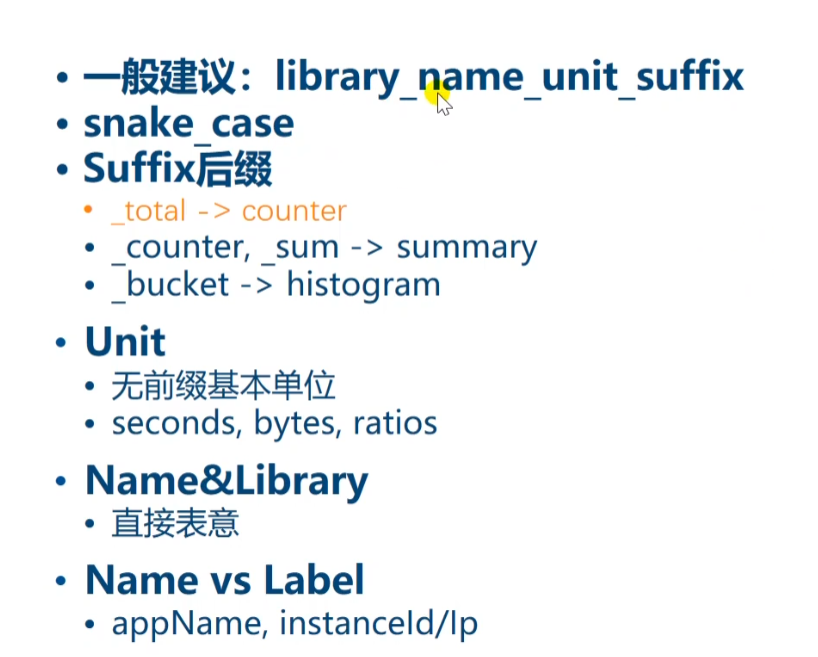 • 一般建议：library_name_unit_suffix
• snake_case
• Suffix后缀
• _total -> counter
• _counter, _sum -> summary
• _bucket -> histogram
• Unit
• 无前缀基本单位
• seconds, bytes, ratios
• Name&Library
• 直接表意
• Name vs Label
• appName, instanceId/Ip